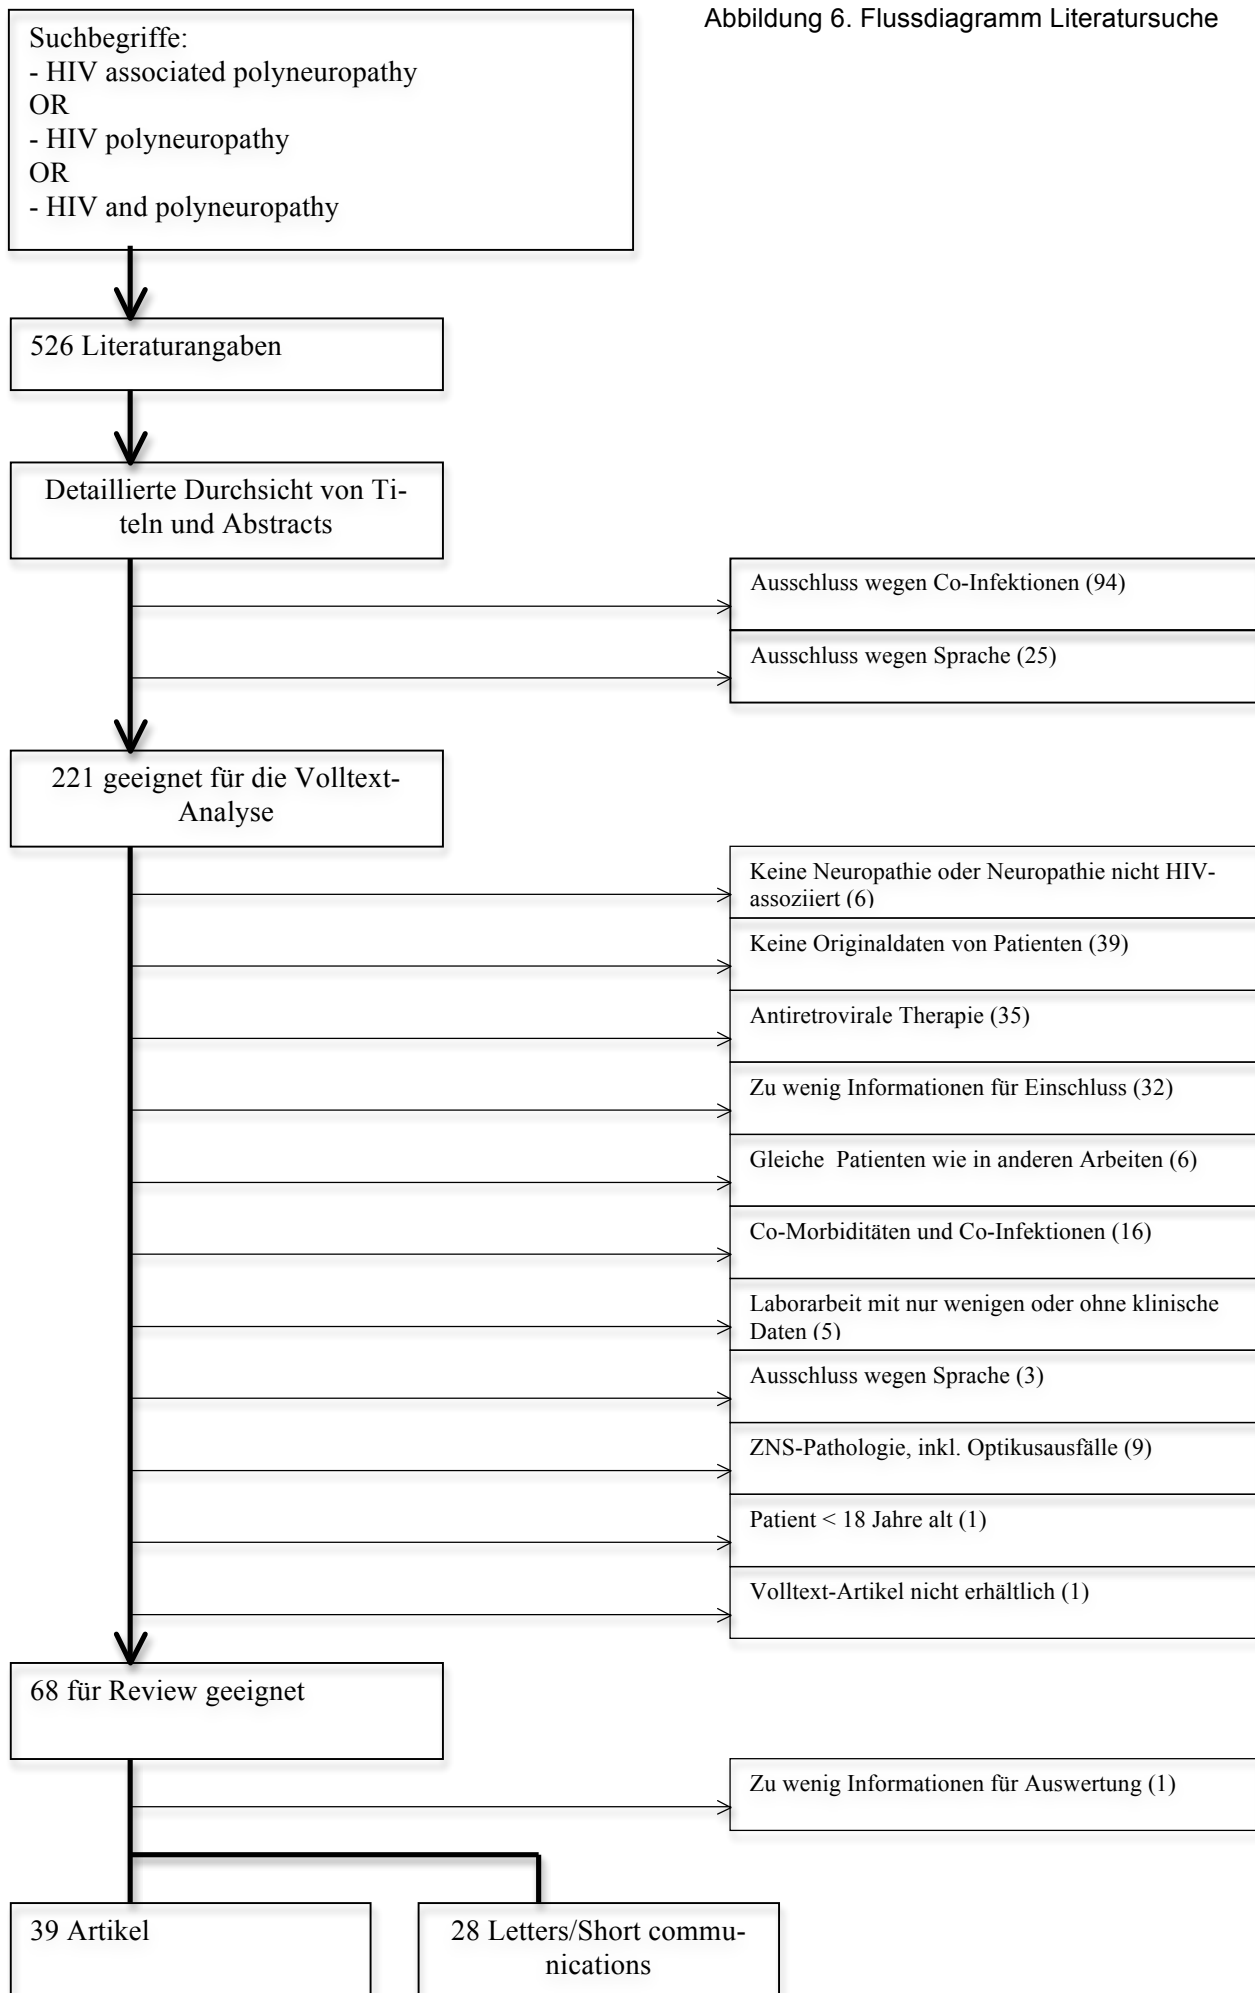 Abbildung 6. Flussdiagramm Literatursuche
Suchbegriffe:
- HIV associated polyneuropathy
OR
- HIV polyneuropathy
OR
- HIV and polyneuropathy
526 Literaturangaben
Detaillierte Durchsicht von Ti-
teln und Abstracts
Ausschluss wegen Co-Infektionen (94)
Ausschluss wegen Sprache (25)
221 geeignet für die Volltext-
Analyse
Keine Neuropathie oder Neuropathie nicht HIV-
assoziiert (6)
Keine Originaldaten von Patienten (39)
Antiretrovirale Therapie (35)
Zu wenig Informationen für Einschluss (32)
Gleiche Patienten wie in anderen Arbeiten (6)
Co-Morbiditäten und Co-Infektionen (16)
Laborarbeit mit nur wenigen oder ohne klinische
Daten (5)
Ausschluss wegen Sprache (3)
ZNS-Pathologie, inkl. Optikusausfälle (9)
Patient < 18 Jahre alt (1)
Volltext-Artikel nicht erhältlich (1)
68 für Review geeignet
Zu wenig Informationen für Auswertung (1)
39 Artikel
28 Letters/Short commu-
nications